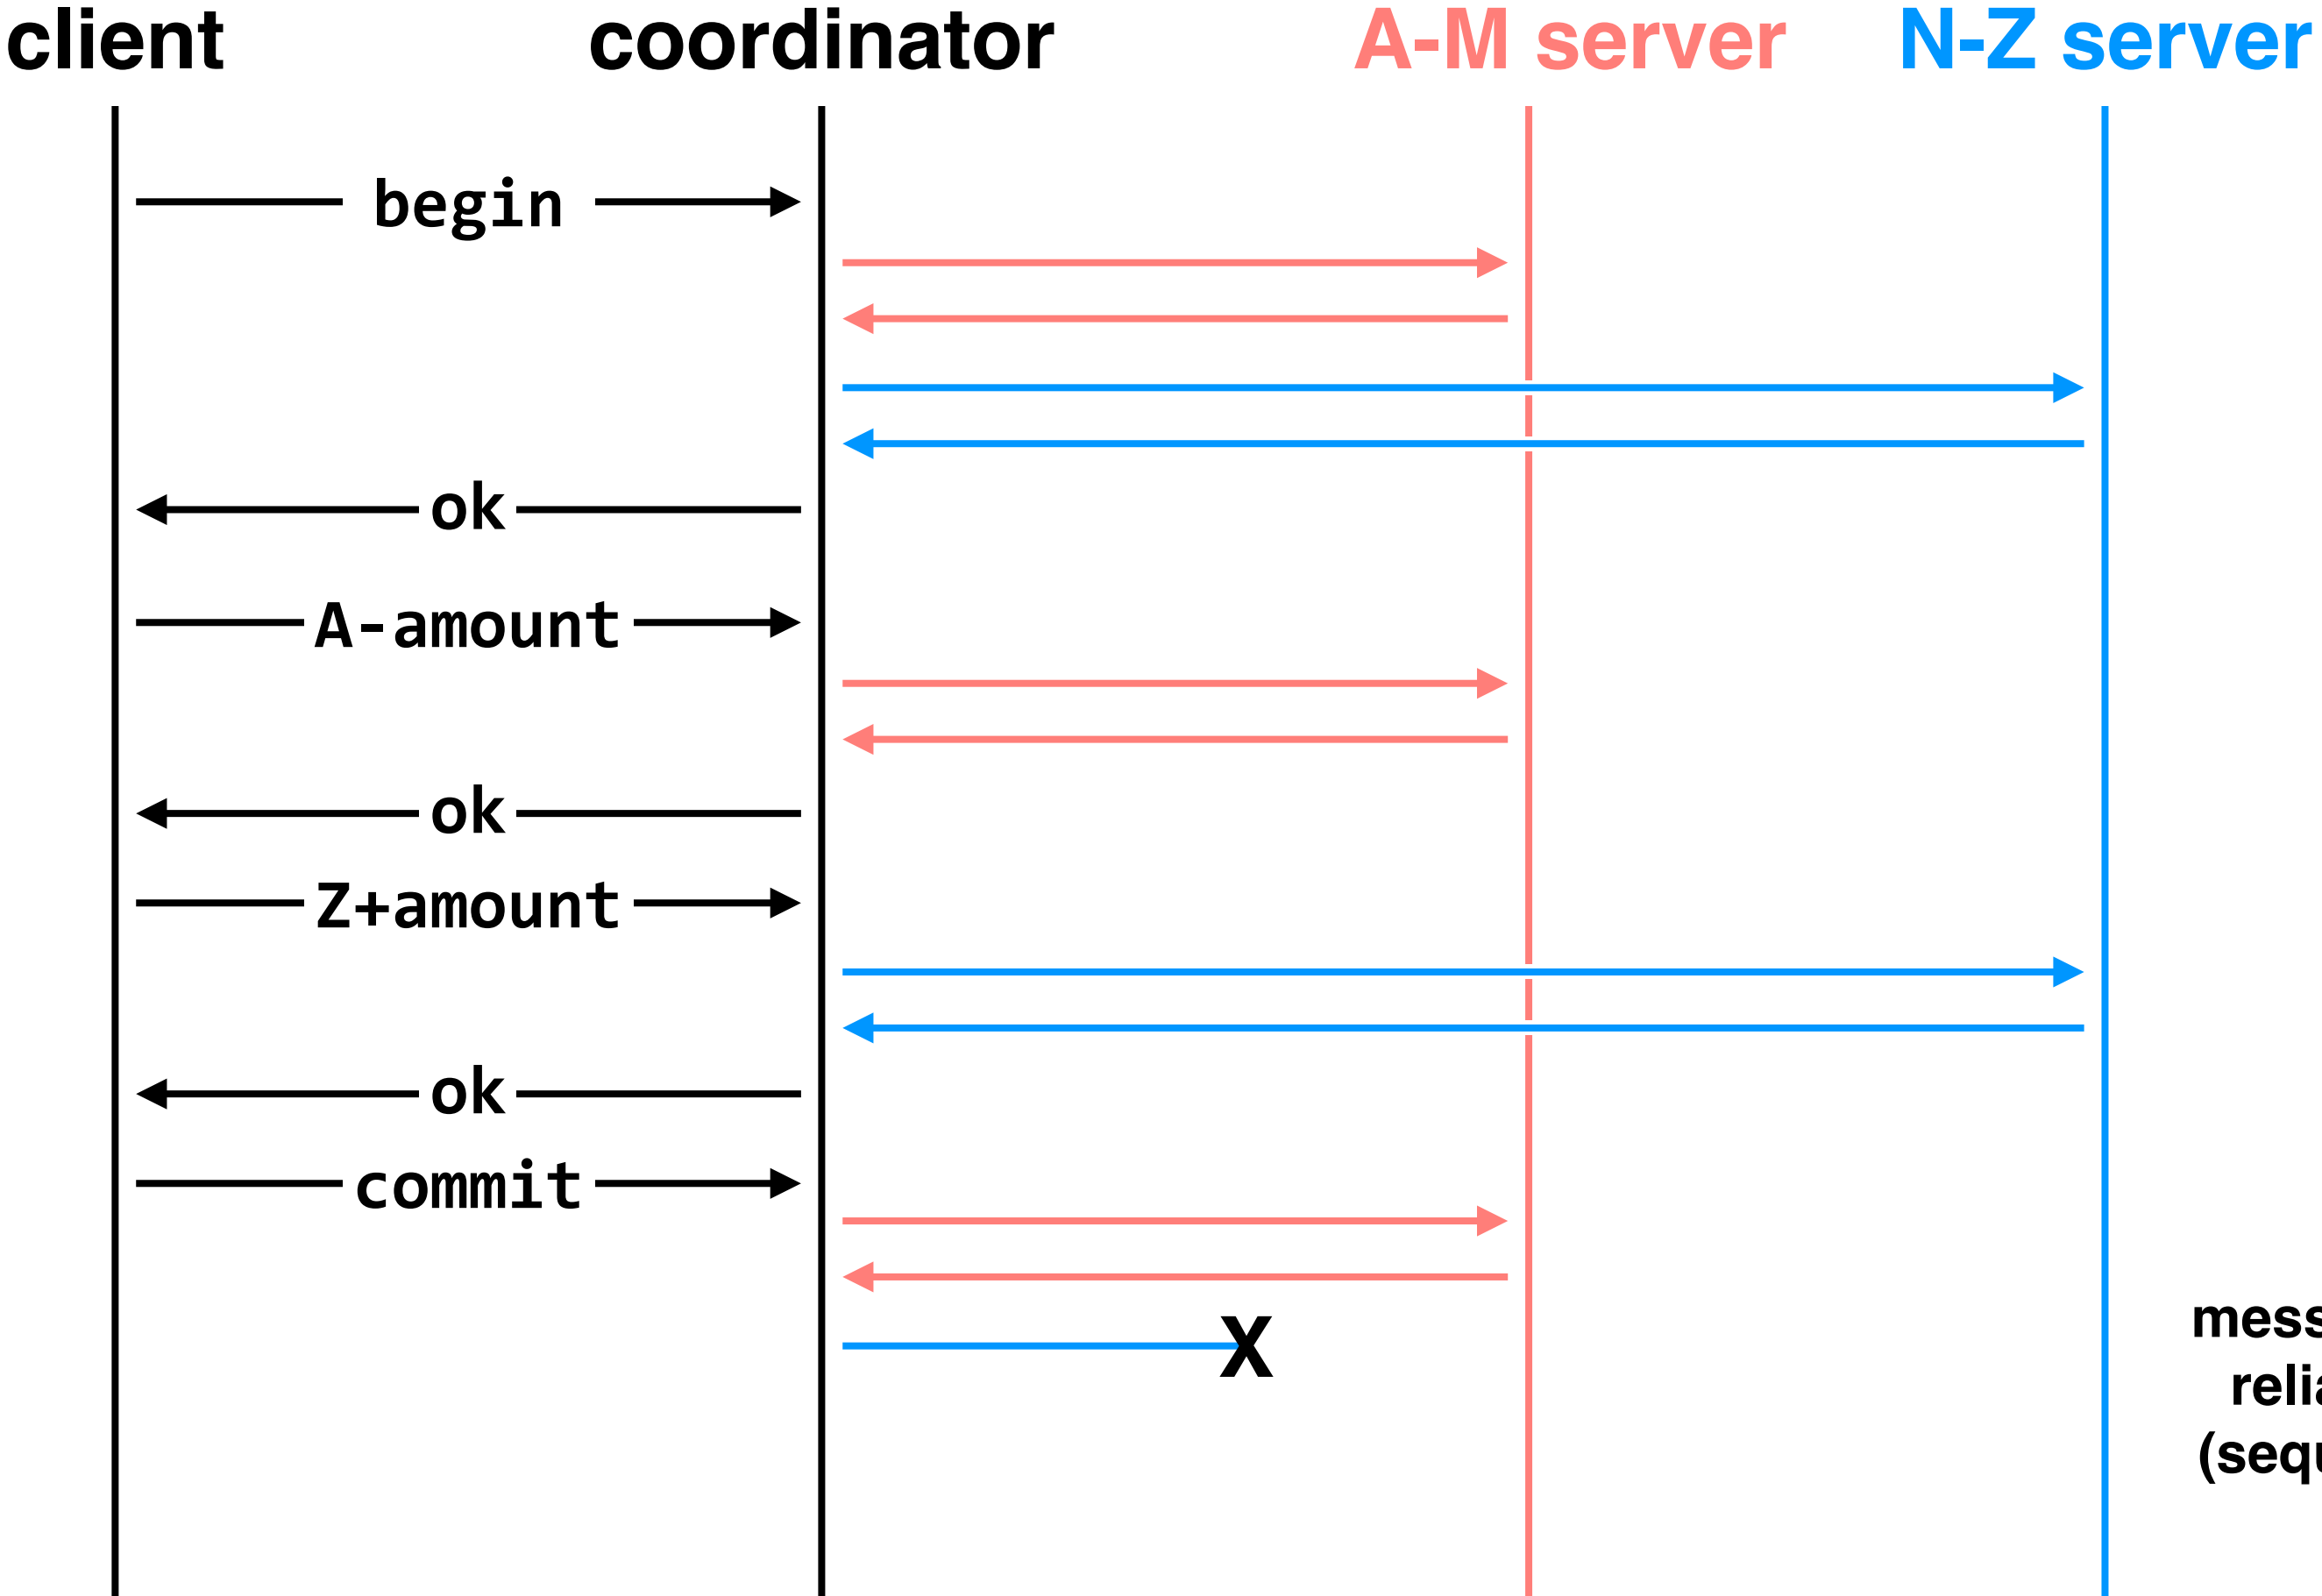 client coordinator A-M server N-Z server
begin
ok
A-amount
ok
Z+amount
ok
commit
X